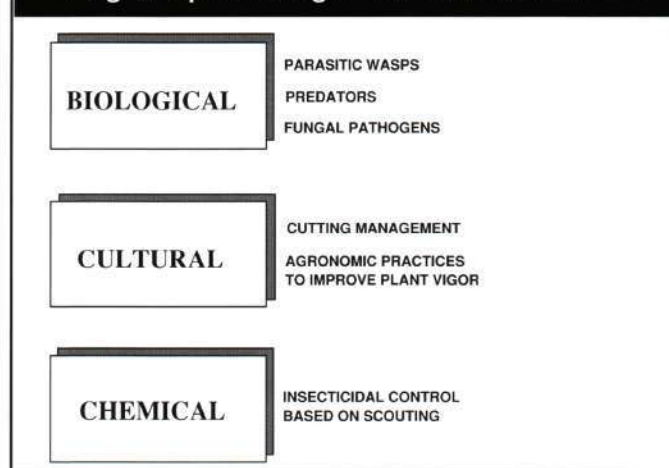 BIOLOGICAL
PARASITIC WASPS
PREDATORS
FUNGAL PATHOGENS
CULTURAL
CUTTING MANAGEMENT
AGRONOMIC PRACTICES
TO IMPROVE PLANT VIGOR
CHEMICAL
INSECTICIDAL CONTROL
BASED ON SCOUTING